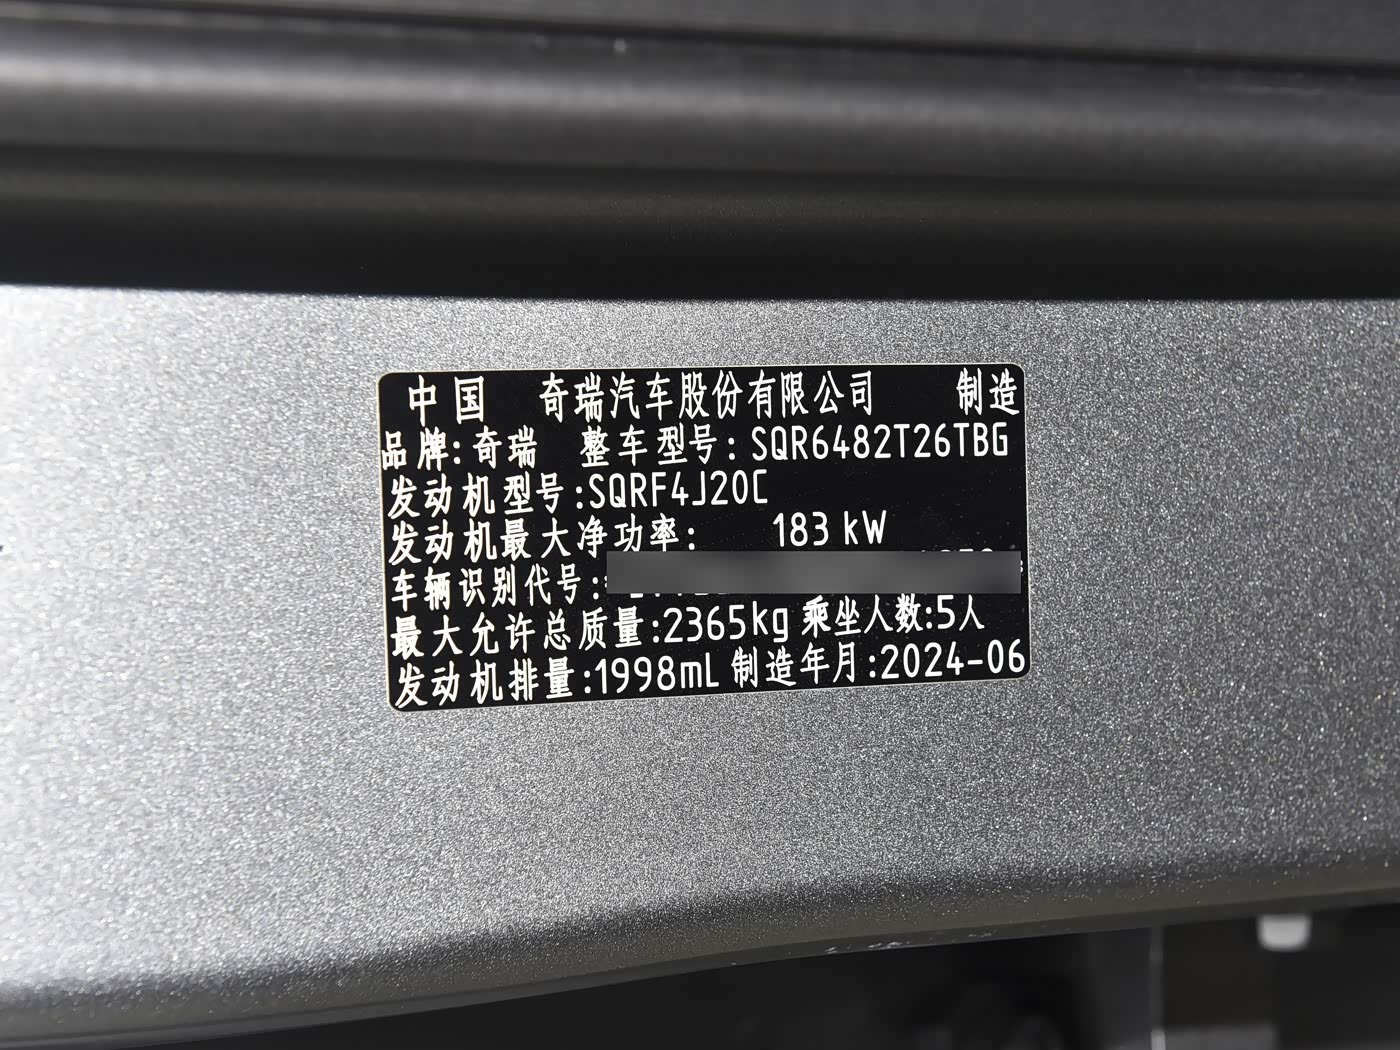 中国 奇瑞汽车股份有限公司 制造
品牌:奇瑞 整车型号:SQR6482T26TBG
发动机型号:SQRF4J20C
发动机最大净功率: 183 kW
车辆识别代号:
最大允许总质量:2365kg 乘坐人数:5人
发动机排量:1998mL 制造年月:2024-06